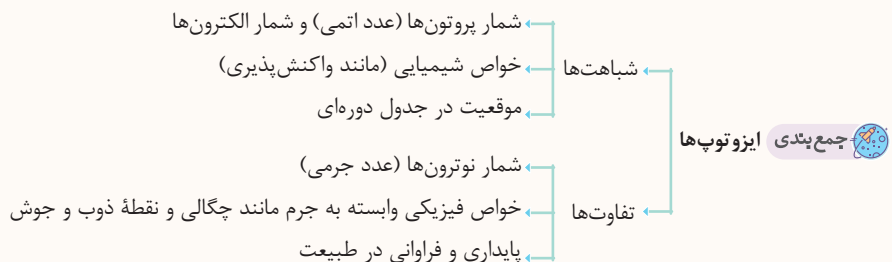 جمع‌بندی ایزوتوپ‌ها
شباهت‌ها
شمار پروتون‌ها (عدد اتمی) و شمار الکترون‌ها
خواص شیمیایی (مانند واکنش‌پذیری)
موقعیت در جدول دوره‌ای
تفاوت‌ها
شمار نوترون‌ها (عدد جرمی)
خواص فیزیکی وابسته به جرم مانند چگالی و نقطهٔ ذوب و جوش
پایداری و فراوانی در طبیعت